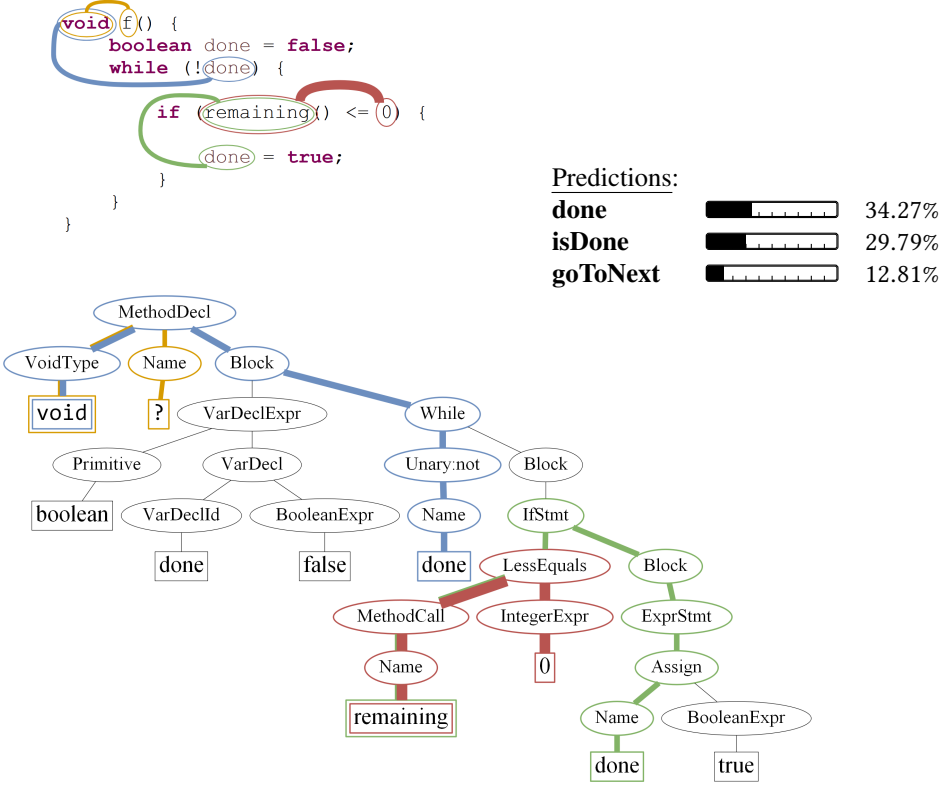 void f() {
boolean done = false;
while (!done) {
if (remaining() <= 0) {
done = true;
}
}
}
Predictions:
done 34.27%
isDone 29.79%
goToNext 12.81%
MethodDecl
VoidType Name Block
void ? VarDeclExpr While
Primitive VarDecl Unary:not Block
boolean VarDeclId BooleanExpr Name IfStmt
done false done LessEquals Block
MethodCall IntegerExpr ExprStmt
Name 0 Assign
remaining Name BooleanExpr
done true